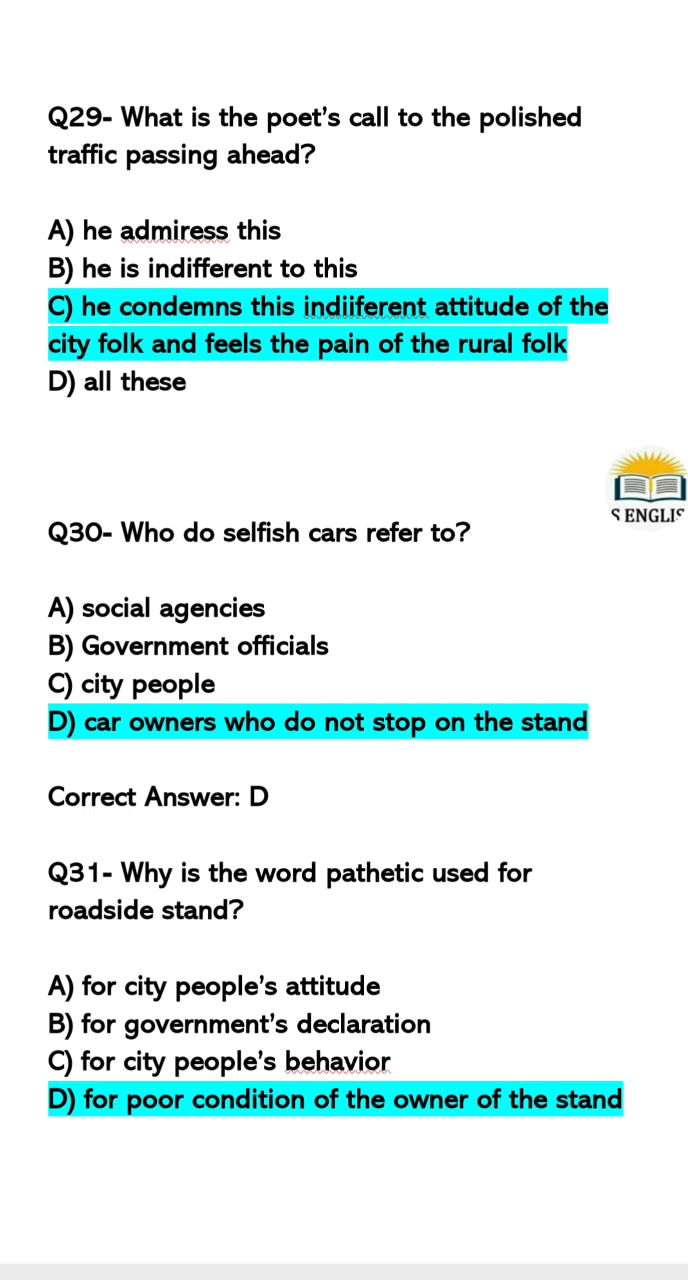 Q29- What is the poet's call to the polished
traffic passing ahead?
A) he admiress this
B) he is indifferent to this
C) he condemns this indiiferent attitude of the
city folk and feels the pain of the rural folk
D) all these
S ENGLIS
Q30- Who do selfish cars refer to?
A) social agencies
B) Government officials
C) city people
D) car owners who do not stop on the stand
Correct Answer: D
Q31- Why is the word pathetic used for
roadside stand?
A) for city people's attitude
B) for government's declaration
C) for city people's behavior
D) for poor condition of the owner of the stand